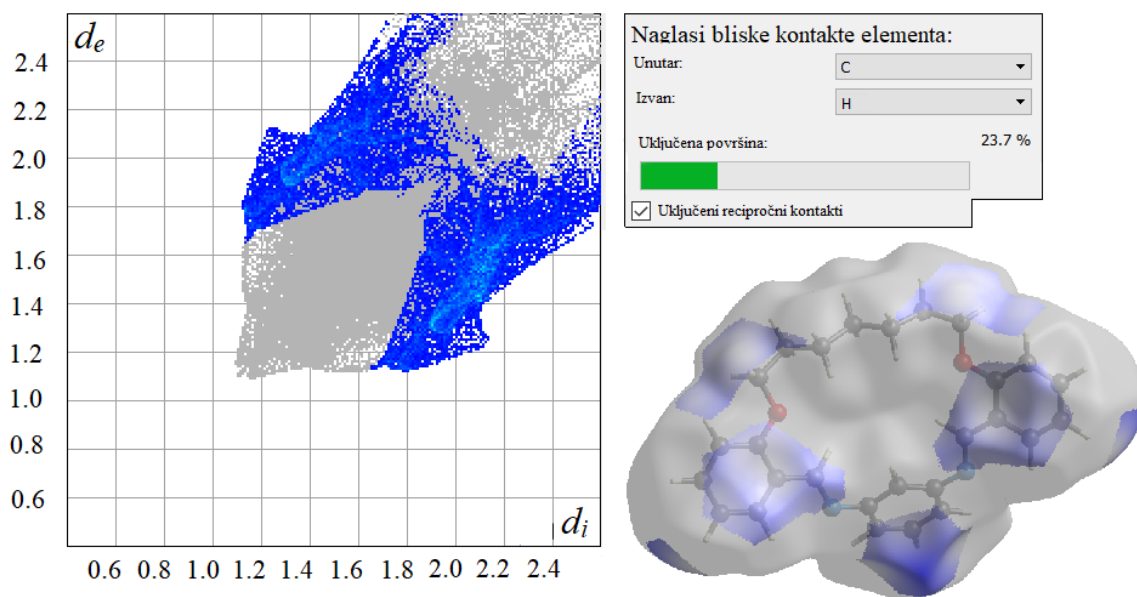 dₑ
2.4
2.2
2.0
1.8
1.6
1.4
1.2
1.0
0.8
0.6
dᵢ
0.6 0.8 1.0 1.2 1.4 1.6 1.8 2.0 2.2 2.4
Naglasi bliske kontakte elementa:
Unutar: C
Izvan: H
Uključena površina: 23.7 %
Uključeni recipročni kontakti